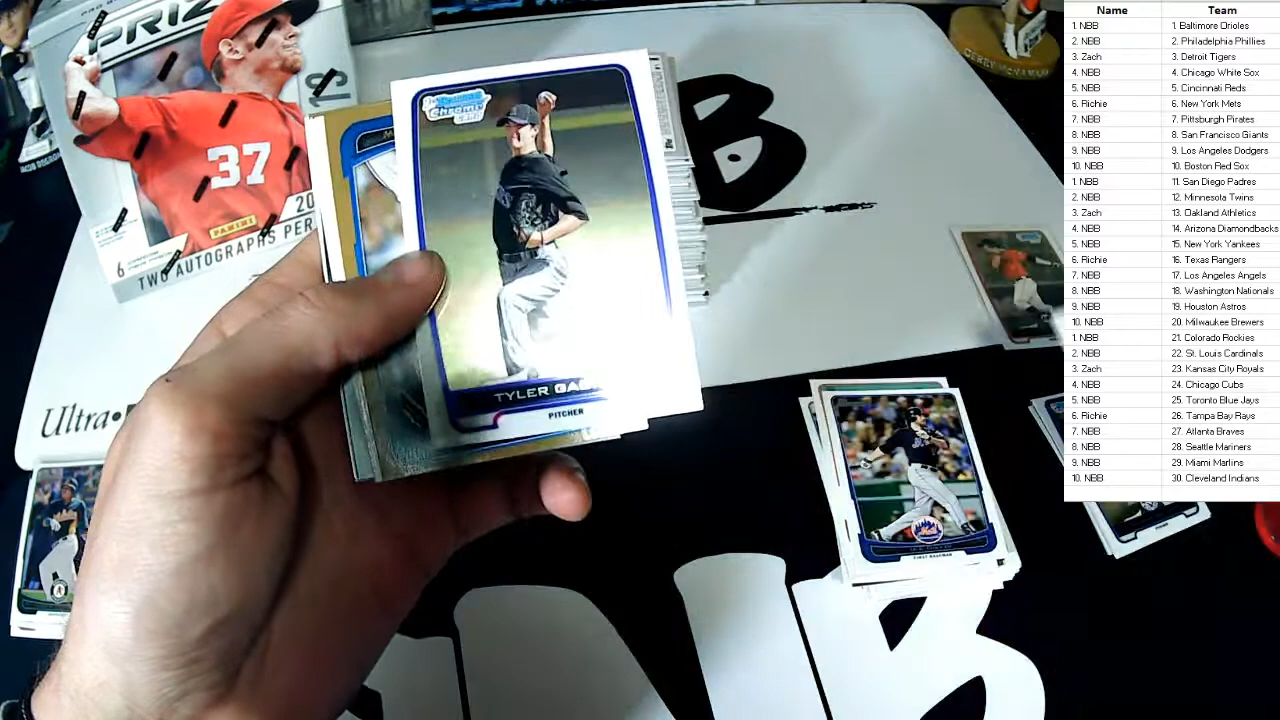 PRIZM
37
PANINI
20
13
6
TWO AUTOGRAPHS PER
B
Ultra
Bowman
Chrome
TYLER GA
PITCHER
Mets
FIRST BASEMAN
Name Team
1. NBB 1. Baltimore Orioles
2. NBB 2. Philadelphia Phillies
3. Zach 3. Detroit Tigers
4. NBB 4. Chicago White Sox
5. NBB 5. Cincinnati Reds
6. Richie 6. New York Mets
7. NBB 7. Pittsburgh Pirates
8. NBB 8. San Francisco Giants
9. NBB 9. Los Angeles Dodgers
10. NBB 10. Boston Red Sox
1. NBB 11. San Diego Padres
2. NBB 12. Minnesota Twins
3. Zach 13. Oakland Athletics
4. NBB 14. Arizona Diamondbacks
5. NBB 15. New York Yankees
6. Richie 16. Texas Rangers
7. NBB 17. Los Angeles Angels
8. NBB 18. Washington Nationals
9. NBB 19. Houston Astros
10. NBB 20. Milwaukee Brewers
1. NBB 21. Colorado Rockies
2. NBB 22. St. Louis Cardinals
3. Zach 23. Kansas City Royals
4. NBB 24. Chicago Cubs
5. NBB 25. Toronto Blue Jays
6. Richie 26. Tampa Bay Rays
7. NBB 27. Atlanta Braves
8. NBB 28. Seattle Mariners
9. NBB 29. Miami Marlins
10. NBB 30. Cleveland Indians